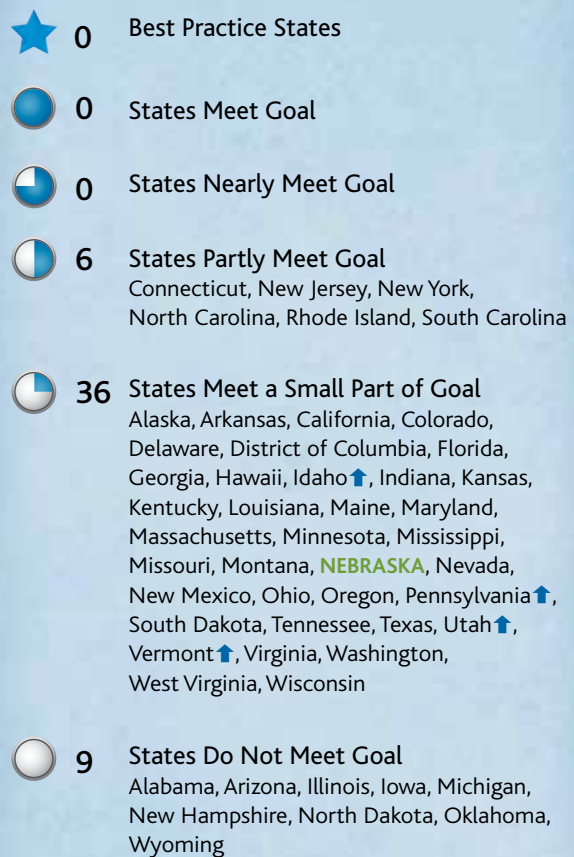 0 Best Practice States
0 States Meet Goal
0 States Nearly Meet Goal
6 States Partly Meet Goal
Connecticut, New Jersey, New York,
North Carolina, Rhode Island, South Carolina
36 States Meet a Small Part of Goal
Alaska, Arkansas, California, Colorado,
Delaware, District of Columbia, Florida,
Georgia, Hawaii, Idaho⬆, Indiana, Kansas,
Kentucky, Louisiana, Maine, Maryland,
Massachusetts, Minnesota, Mississippi,
Missouri, Montana, NEBRASKA, Nevada,
New Mexico, Ohio, Oregon, Pennsylvania⬆,
South Dakota, Tennessee, Texas, Utah⬆,
Vermont⬆, Virginia, Washington,
West Virginia, Wisconsin
9 States Do Not Meet Goal
Alabama, Arizona, Illinois, Iowa, Michigan,
New Hampshire, North Dakota, Oklahoma,
Wyoming